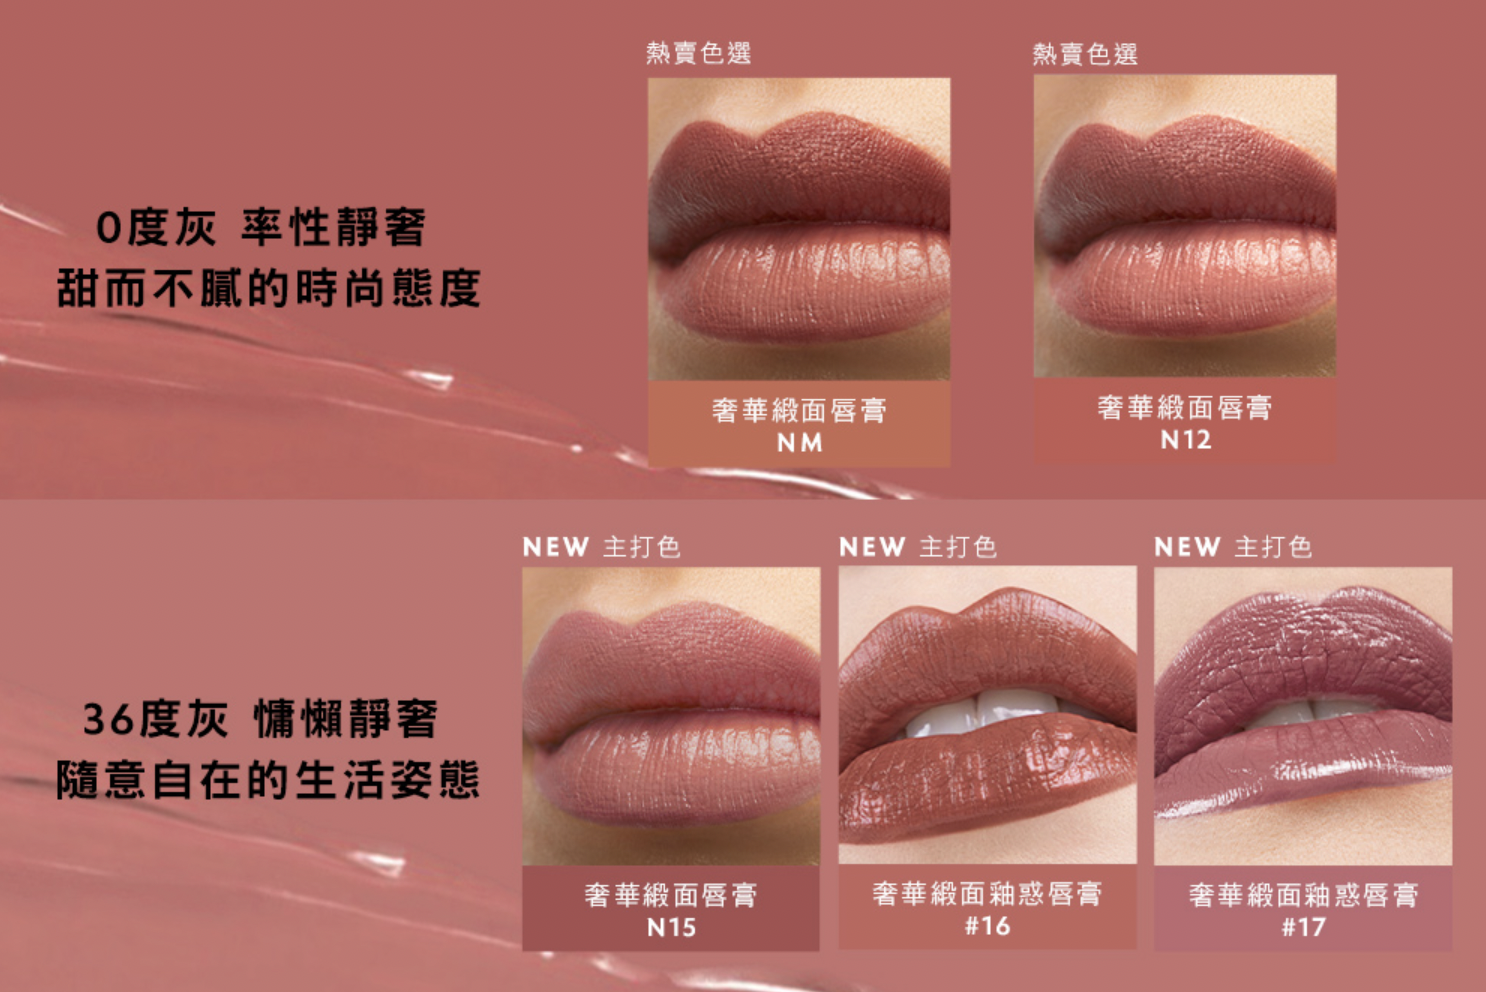 熱賣色選
熱賣色選
0度灰 率性靜奢
甜而不膩的時尚態度
奢華緞面唇膏
NM
奢華緞面唇膏
N12
NEW 主打色
NEW 主打色
NEW 主打色
36度灰 慵懶靜奢
隨意自在的生活姿態
奢華緞面唇膏
N15
奢華緞面釉惑唇膏
#16
奢華緞面釉惑唇膏
#17